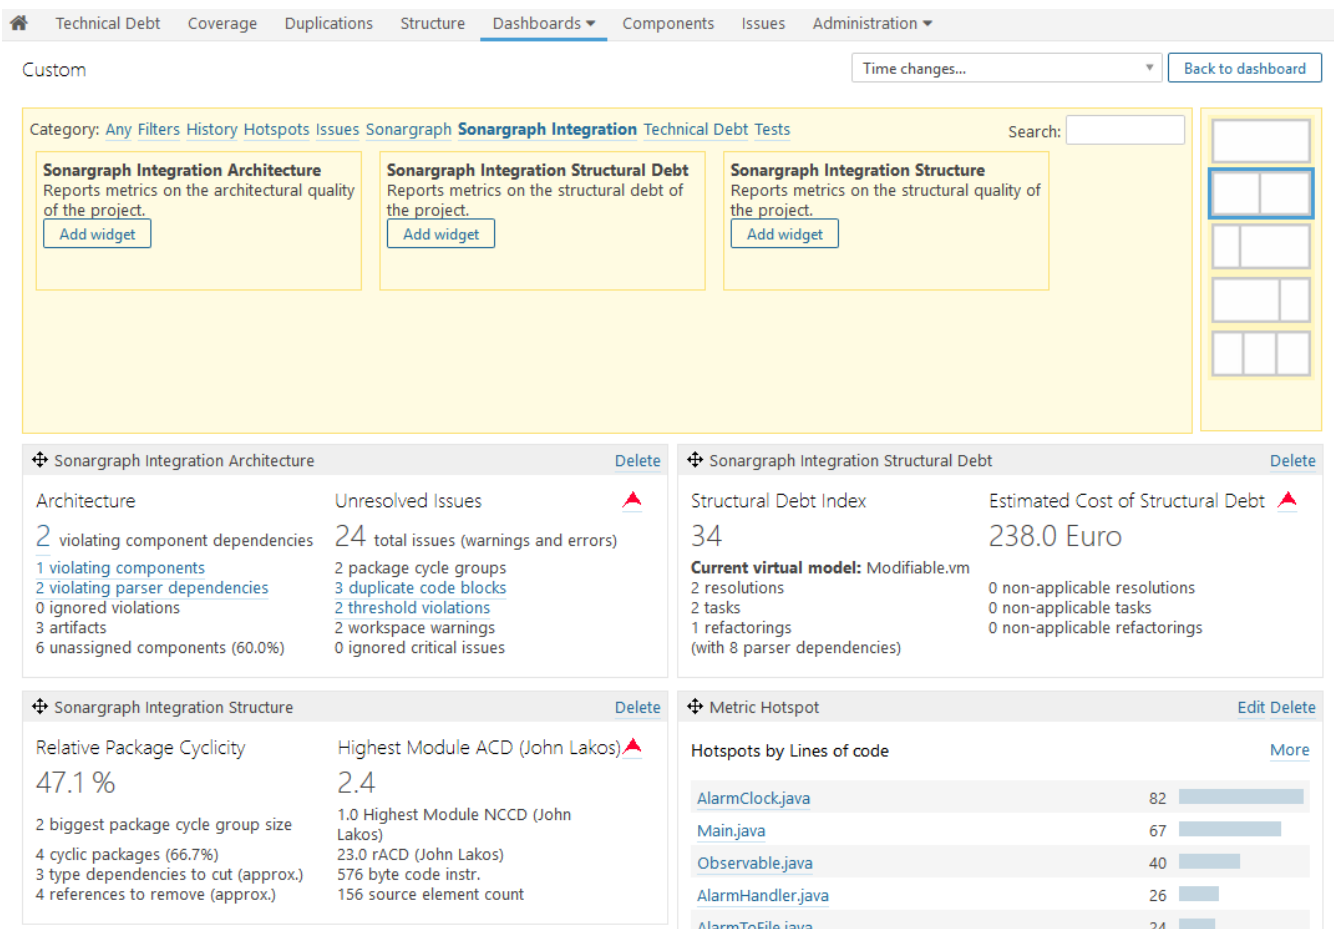 Technical Debt Coverage Duplications Structure Dashboards Components Issues Administration
Custom
Time changes...
Back to dashboard
Category: Any Filters History Hotspots Issues Sonargraph Sonargraph Integration Technical Debt Tests
Search:
Sonargraph Integration Architecture
Reports metrics on the architectural quality
of the project.
Add widget
Sonargraph Integration Structural Debt
Reports metrics on the structural debt of
the project.
Add widget
Sonargraph Integration Structure
Reports metrics on the structural quality of
the project.
Add widget
Sonargraph Integration Architecture Delete
Architecture
2 violating component dependencies
1 violating components
2 violating parser dependencies
0 ignored violations
3 artifacts
6 unassigned components (60.0%)
Unresolved Issues
24 total issues (warnings and errors)
2 package cycle groups
3 duplicate code blocks
2 threshold violations
2 workspace warnings
0 ignored critical issues
Sonargraph Integration Structural Debt Delete
Structural Debt Index
34
Current virtual model: Modifiable.vm
2 resolutions
2 tasks
1 refactorings
(with 8 parser dependencies)
Estimated Cost of Structural Debt
238.0 Euro
0 non-applicable resolutions
0 non-applicable tasks
0 non-applicable refactorings
Sonargraph Integration Structure Delete
Relative Package Cyclicity
47.1 %
2 biggest package cycle group size
4 cyclic packages (66.7%)
3 type dependencies to cut (approx.)
4 references to remove (approx.)
Highest Module ACD (John Lakos)
2.4
1.0 Highest Module NCCD (John
Lakos)
23.0 rACD (John Lakos)
576 byte code instr.
156 source element count
Metric Hotspot Edit Delete
Hotspots by Lines of code More
AlarmClock.java 82
Main.java 67
Observable.java 40
AlarmHandler.java 26
AlarmToFile.java 24